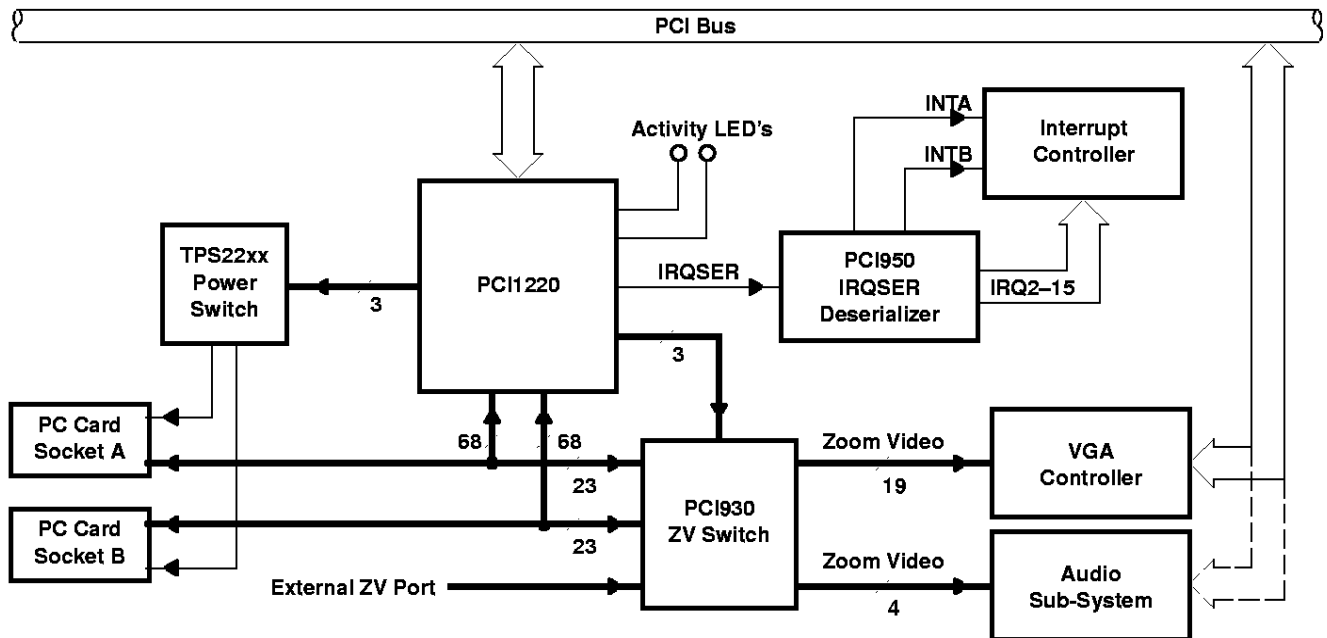 PCI Bus
Activity LED's
INTA
INTB
Interrupt
Controller
TPS22xx
Power
Switch
3
PCI1220
IRQSER
PCI950
IRQSER
Deserializer
IRQ2–15
3
PC Card
Socket A
68
68
23
Zoom Video
19
VGA
Controller
PCI930
ZV Switch
PC Card
Socket B
23
External ZV Port
Zoom Video
4
Audio
Sub-System